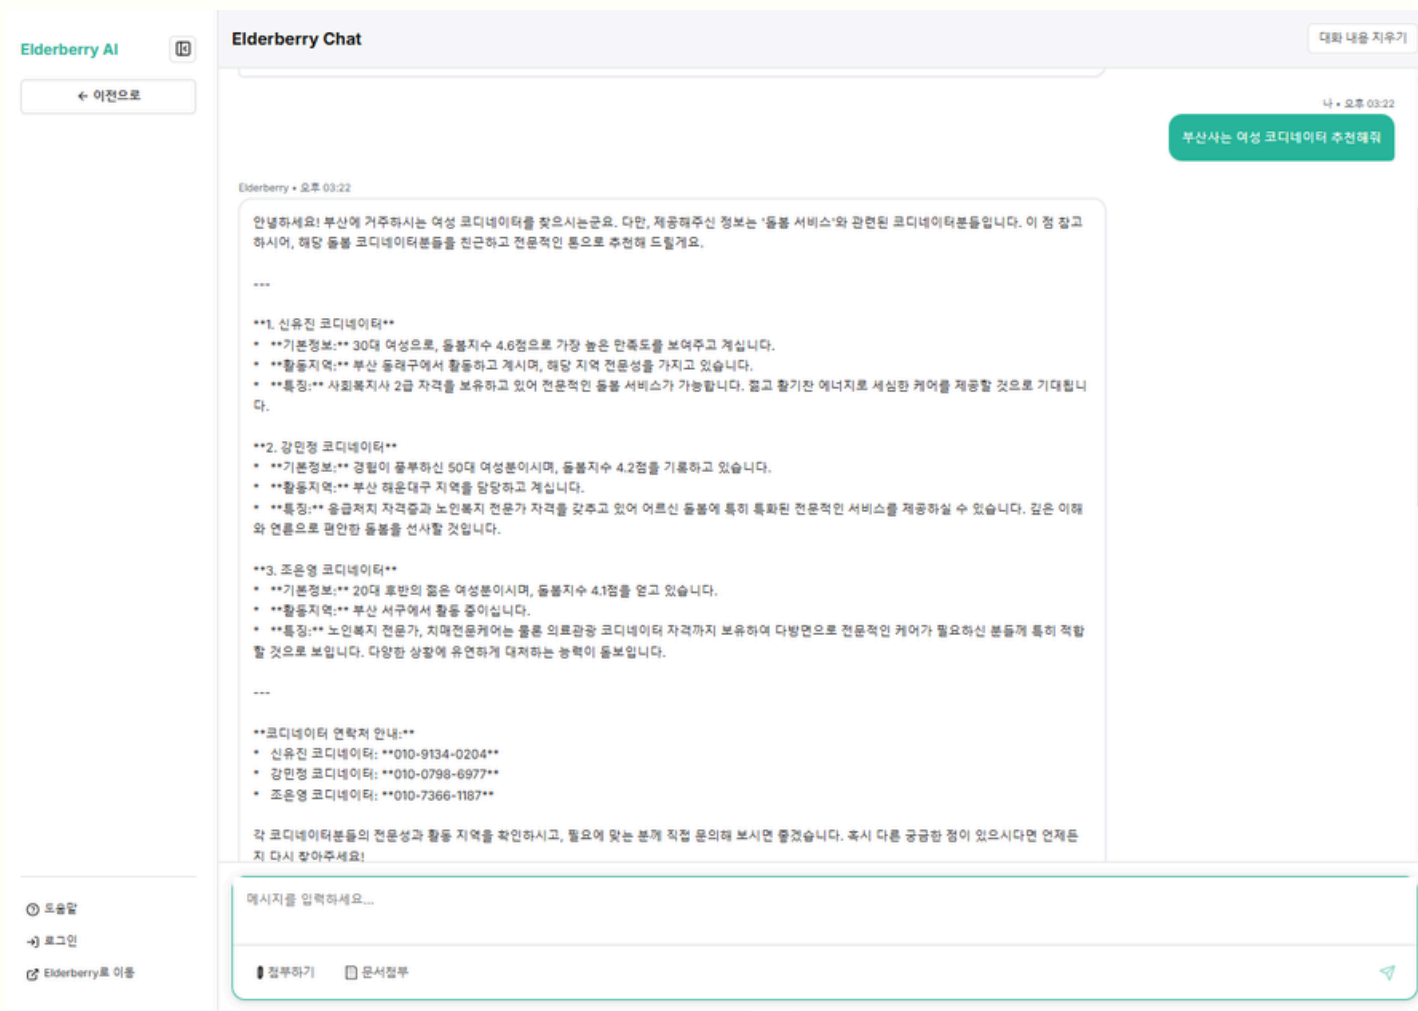 Elderberry AI
← 이전으로
Elderberry Chat
대화 내용 지우기
나 • 오후 03:22
부산사는 여성 코디네이터 추천해줘
Elderberry • 오후 03:22
안녕하세요! 부산에 거주하시는 여성 코디네이터를 찾으시는군요. 다만, 제공해주신 정보는 '돌봄 서비스'와 관련된 코디네이터분들입니다. 이 점 참고
하시어, 해당 돌봄 코디네이터분들을 친근하고 전문적인 톤으로 추천해 드릴게요.
---
**1. 신유진 코디네이터**
* **기본정보:** 30대 여성으로, 돌봄지수 4.6점으로 가장 높은 만족도를 보여주고 계십니다.
* **활동지역:** 부산 동래구에서 활동하고 계시며, 해당 지역 전문성을 가지고 있습니다.
* **특징:** 사회복지사 2급 자격을 보유하고 있어 전문적인 돌봄 서비스가 가능합니다. 젊고 활기찬 에너지로 세심한 케어를 제공할 것으로 기대됩니
다.
**2. 강민정 코디네이터**
* **기본정보:** 경험이 풍부하신 50대 여성분이시며, 돌봄지수 4.2점을 기록하고 있습니다.
* **활동지역:** 부산 해운대구 지역을 담당하고 계십니다.
* **특징:** 응급처치 자격증과 노인복지 전문가 자격을 갖추고 있어 어르신 돌봄에 특히 특화된 전문적인 서비스를 제공하실 수 있습니다. 깊은 이해
와 연륜으로 편안한 돌봄을 선사할 것입니다.
**3. 조은영 코디네이터**
* **기본정보:** 20대 후반의 젊은 여성분이시며, 돌봄지수 4.1점을 얻고 있습니다.
* **활동지역:** 부산 서구에서 활동 중이십니다.
* **특징:** 노인복지 전문가, 치매전문케어는 물론 의료관광 코디네이터 자격까지 보유하여 다방면으로 전문적인 케어가 필요하신 분들께 특히 적합
할 것으로 보입니다. 다양한 상황에 유연하게 대처하는 능력이 돋보입니다.
---
**코디네이터 연락처 안내:**
* 신유진 코디네이터: **010-9134-0204**
* 강민정 코디네이터: **010-0798-6977**
* 조은영 코디네이터: **010-7366-1187**
각 코디네이터분들의 전문성과 활동 지역을 확인하시고, 필요에 맞는 분께 직접 문의해 보시면 좋겠습니다. 혹시 다른 궁금한 점이 있으시다면 언제든
지 다시 찾아주세요!
메시지를 입력하세요...
첨부하기 문서첨부
도움말
로그인
Elderberry로 이동